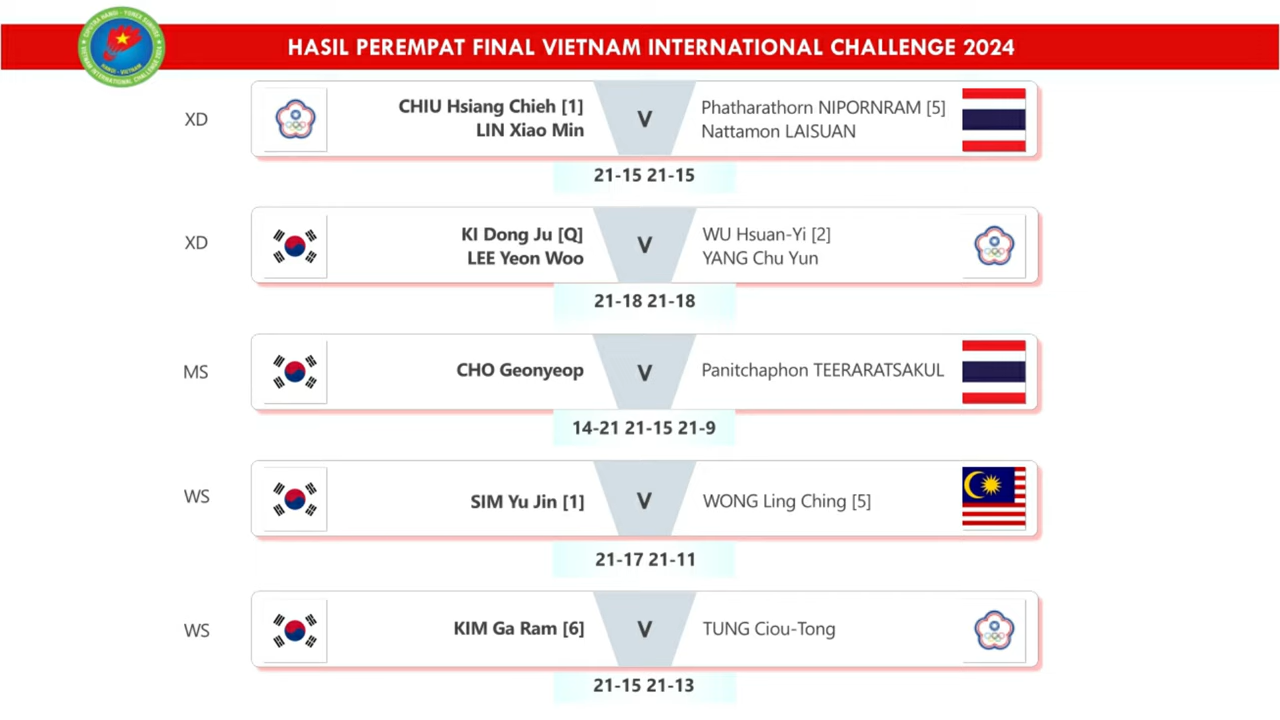 HASIL PEREMPAT FINAL VIETNAM INTERNATIONAL CHALLENGE 2024
XD
CHIU Hsiang Chieh [1]
LIN Xiao Min
V
Phatharathorn NIPORNRAM [5]
Nattamon LAISUAN
21-15 21-15
XD
KI Dong Ju [Q]
LEE Yeon Woo
V
WU Hsuan-Yi [2]
YANG Chu Yun
21-18 21-18
MS
CHO Geonyeop
V
Panitchaphon TEERARATSAKUL
14-21 21-15 21-9
WS
SIM Yu Jin [1]
V
WONG Ling Ching [5]
21-17 21-11
WS
KIM Ga Ram [6]
V
TUNG Ciou-Tong
21-15 21-13